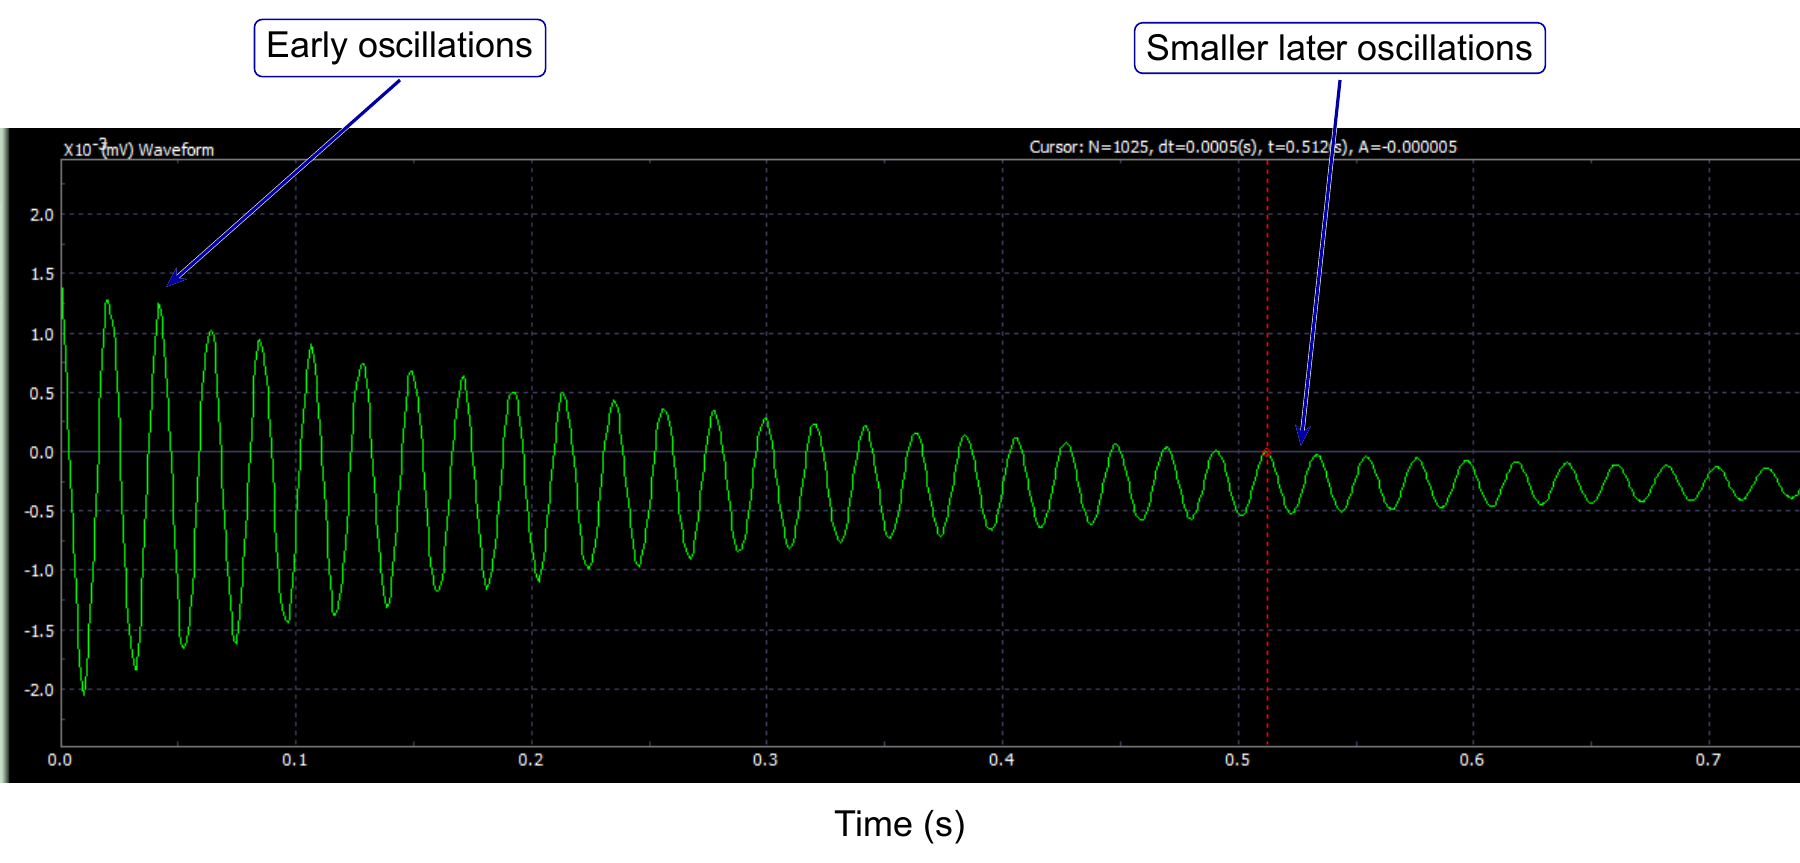 Early oscillations
Smaller later oscillations
X10⁻³(mV) Waveform
Cursor: N=1025, dt=0.0005(s), t=0.512(s), A=-0.000005
2.0
1.5
1.0
0.5
0.0
-0.5
-1.0
-1.5
-2.0
0.0 0.1 0.2 0.3 0.4 0.5 0.6 0.7
Time (s)